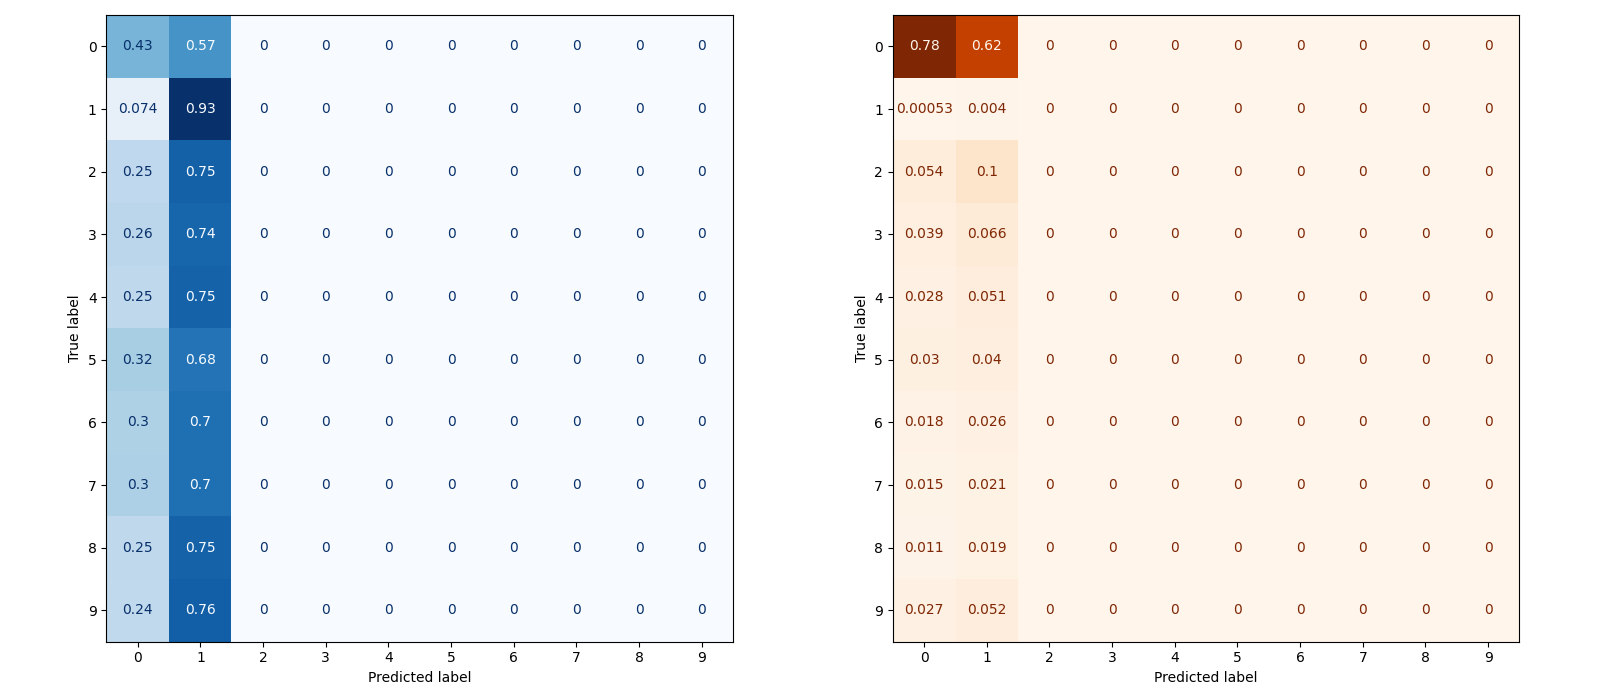 0 0.43 0.57 0 0 0 0 0 0 0 0
1 0.074 0.93 0 0 0 0 0 0 0 0
2 0.25 0.75 0 0 0 0 0 0 0 0
3 0.26 0.74 0 0 0 0 0 0 0 0
4 0.25 0.75 0 0 0 0 0 0 0 0
5 0.32 0.68 0 0 0 0 0 0 0 0
6 0.3 0.7 0 0 0 0 0 0 0 0
7 0.3 0.7 0 0 0 0 0 0 0 0
8 0.25 0.75 0 0 0 0 0 0 0 0
9 0.24 0.76 0 0 0 0 0 0 0 0
0 1 2 3 4 5 6 7 8 9
True label
Predicted label
0 0.78 0.62 0 0 0 0 0 0 0 0
1 0.00053 0.004 0 0 0 0 0 0 0 0
2 0.054 0.1 0 0 0 0 0 0 0 0
3 0.039 0.066 0 0 0 0 0 0 0 0
4 0.028 0.051 0 0 0 0 0 0 0 0
5 0.03 0.04 0 0 0 0 0 0 0 0
6 0.018 0.026 0 0 0 0 0 0 0 0
7 0.015 0.021 0 0 0 0 0 0 0 0
8 0.011 0.019 0 0 0 0 0 0 0 0
9 0.027 0.052 0 0 0 0 0 0 0 0
0 1 2 3 4 5 6 7 8 9
True label
Predicted label